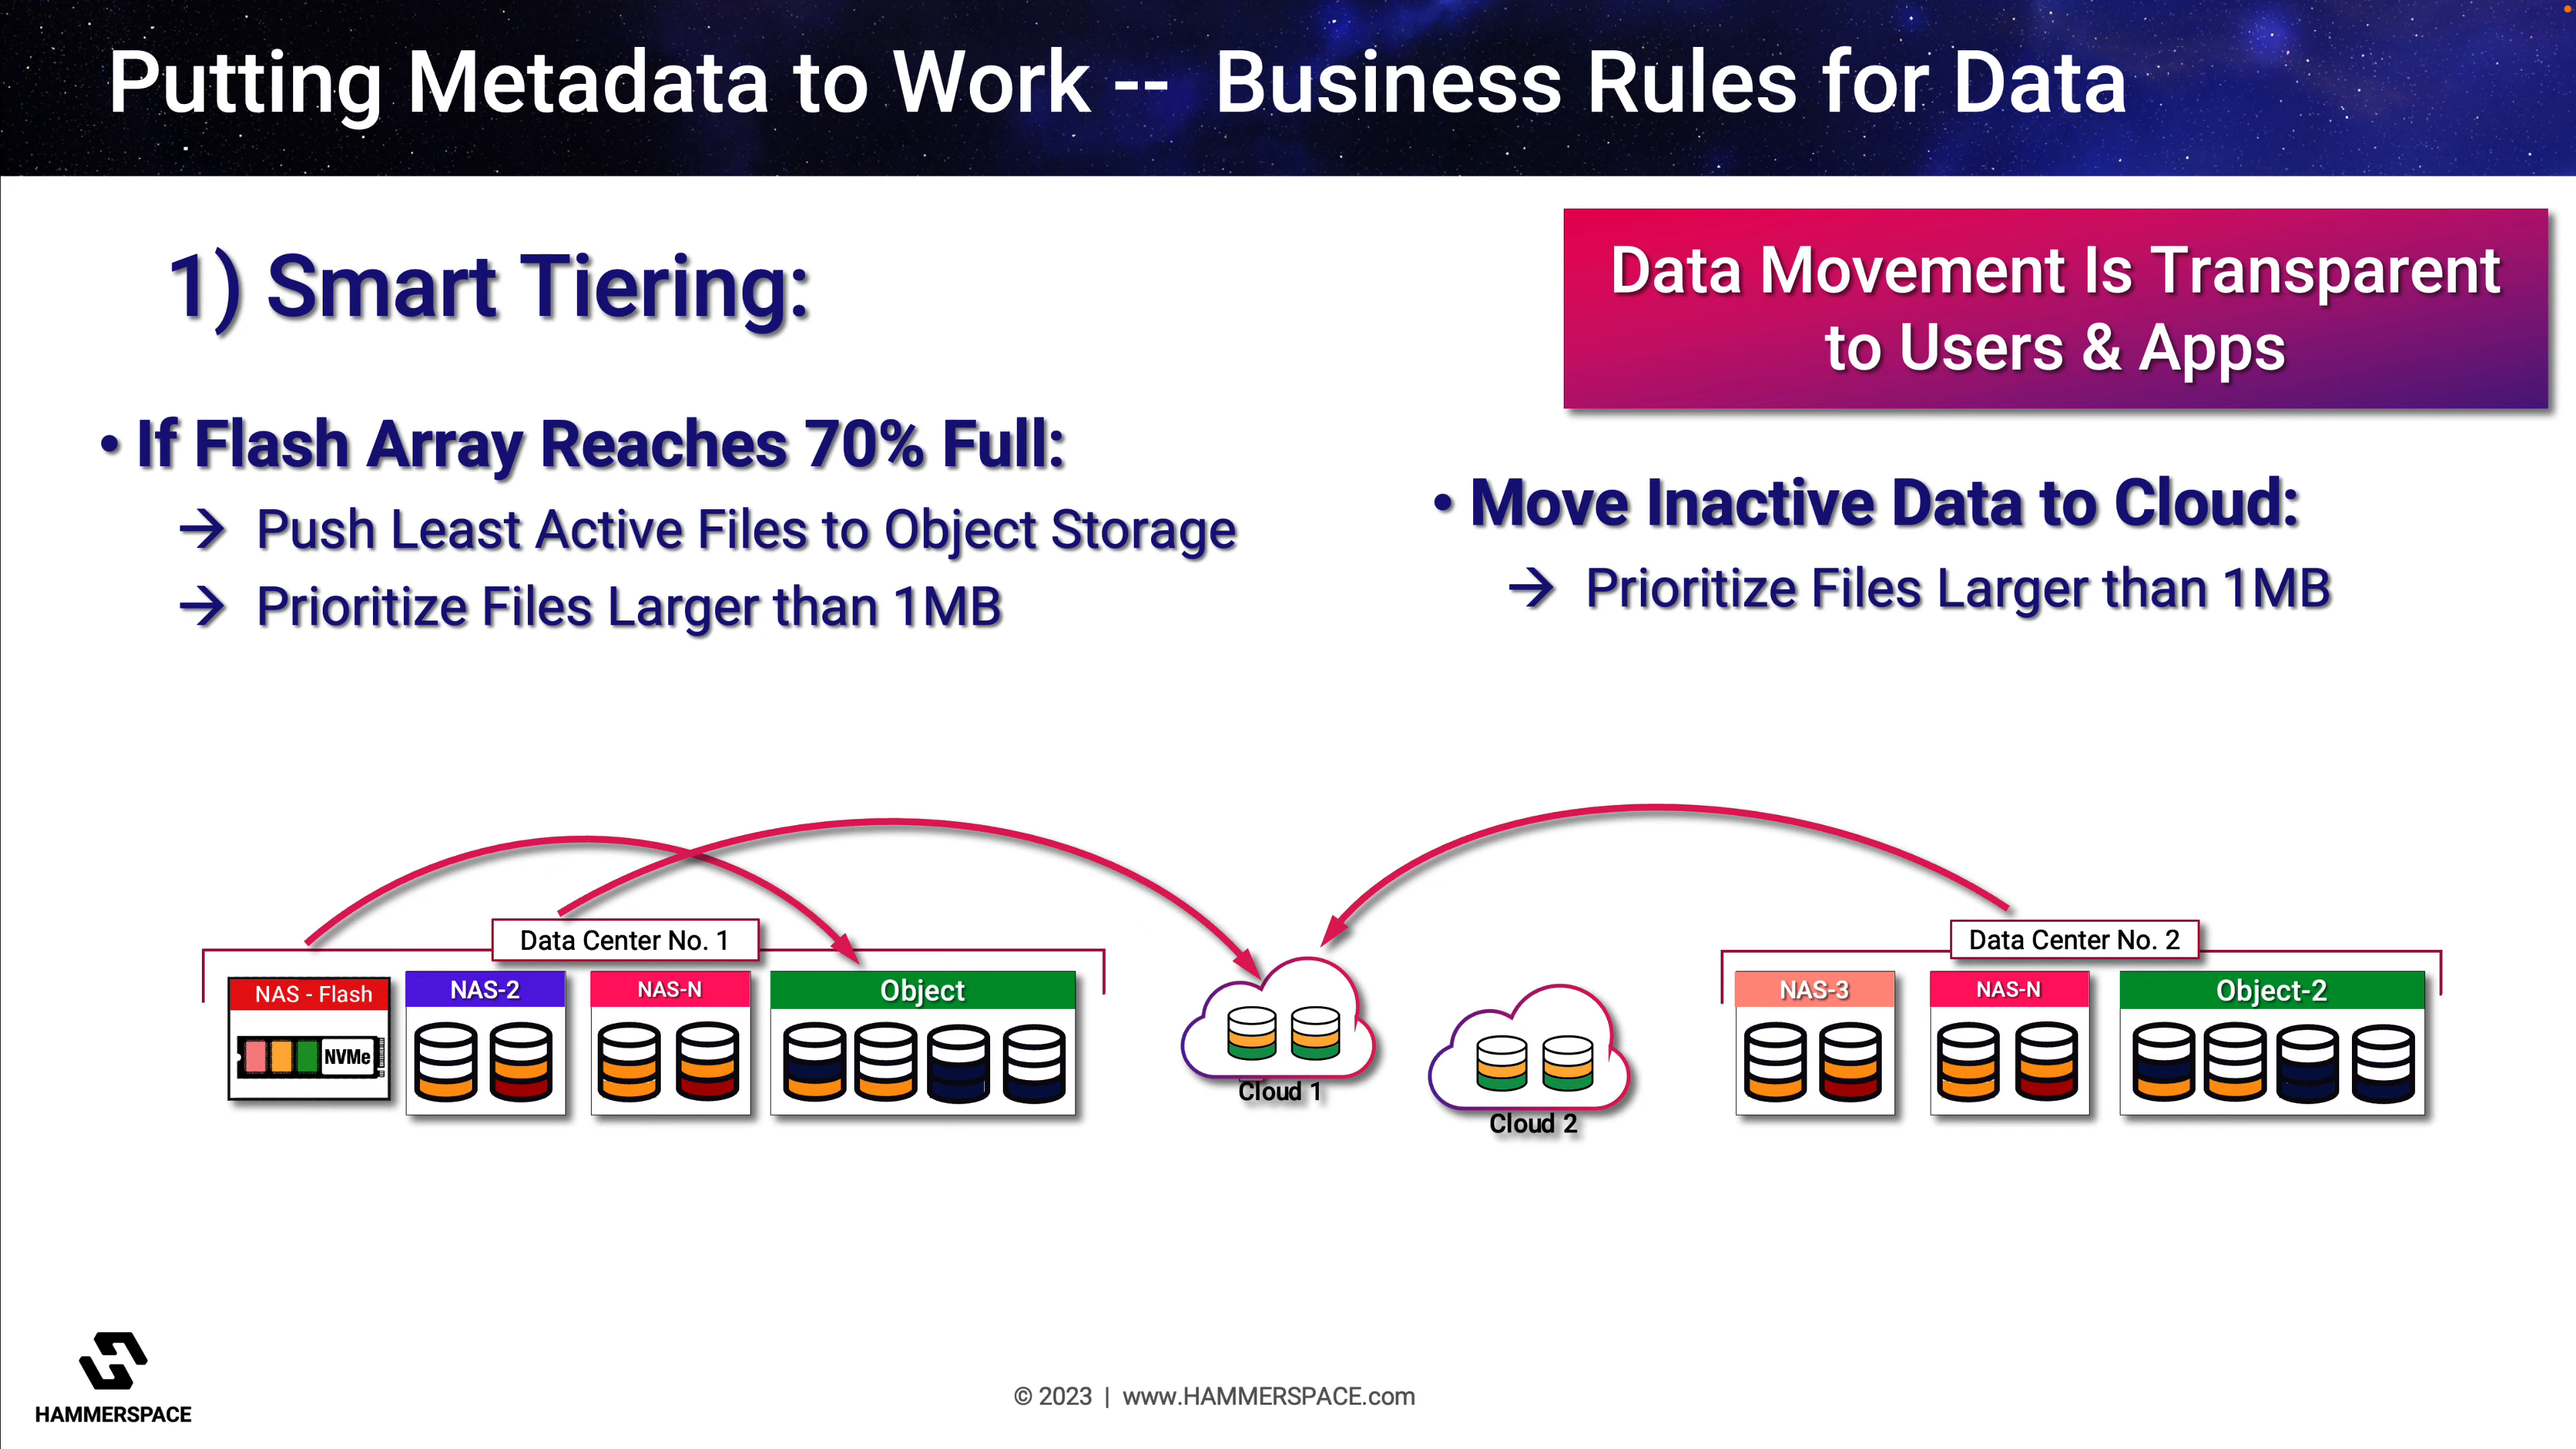 Putting Metadata to Work -- Business Rules for Data
1) Smart Tiering:
Data Movement Is Transparent
to Users & Apps
• If Flash Array Reaches 70% Full:
→ Push Least Active Files to Object Storage
→ Prioritize Files Larger than 1MB
• Move Inactive Data to Cloud:
→ Prioritize Files Larger than 1MB
Data Center No. 1
NAS - Flash
NVMe
NAS-2
NAS-N
Object
Cloud 1
Cloud 2
Data Center No. 2
NAS-3
NAS-N
Object-2
HAMMERSPACE
© 2023 | www.HAMMERSPACE.com